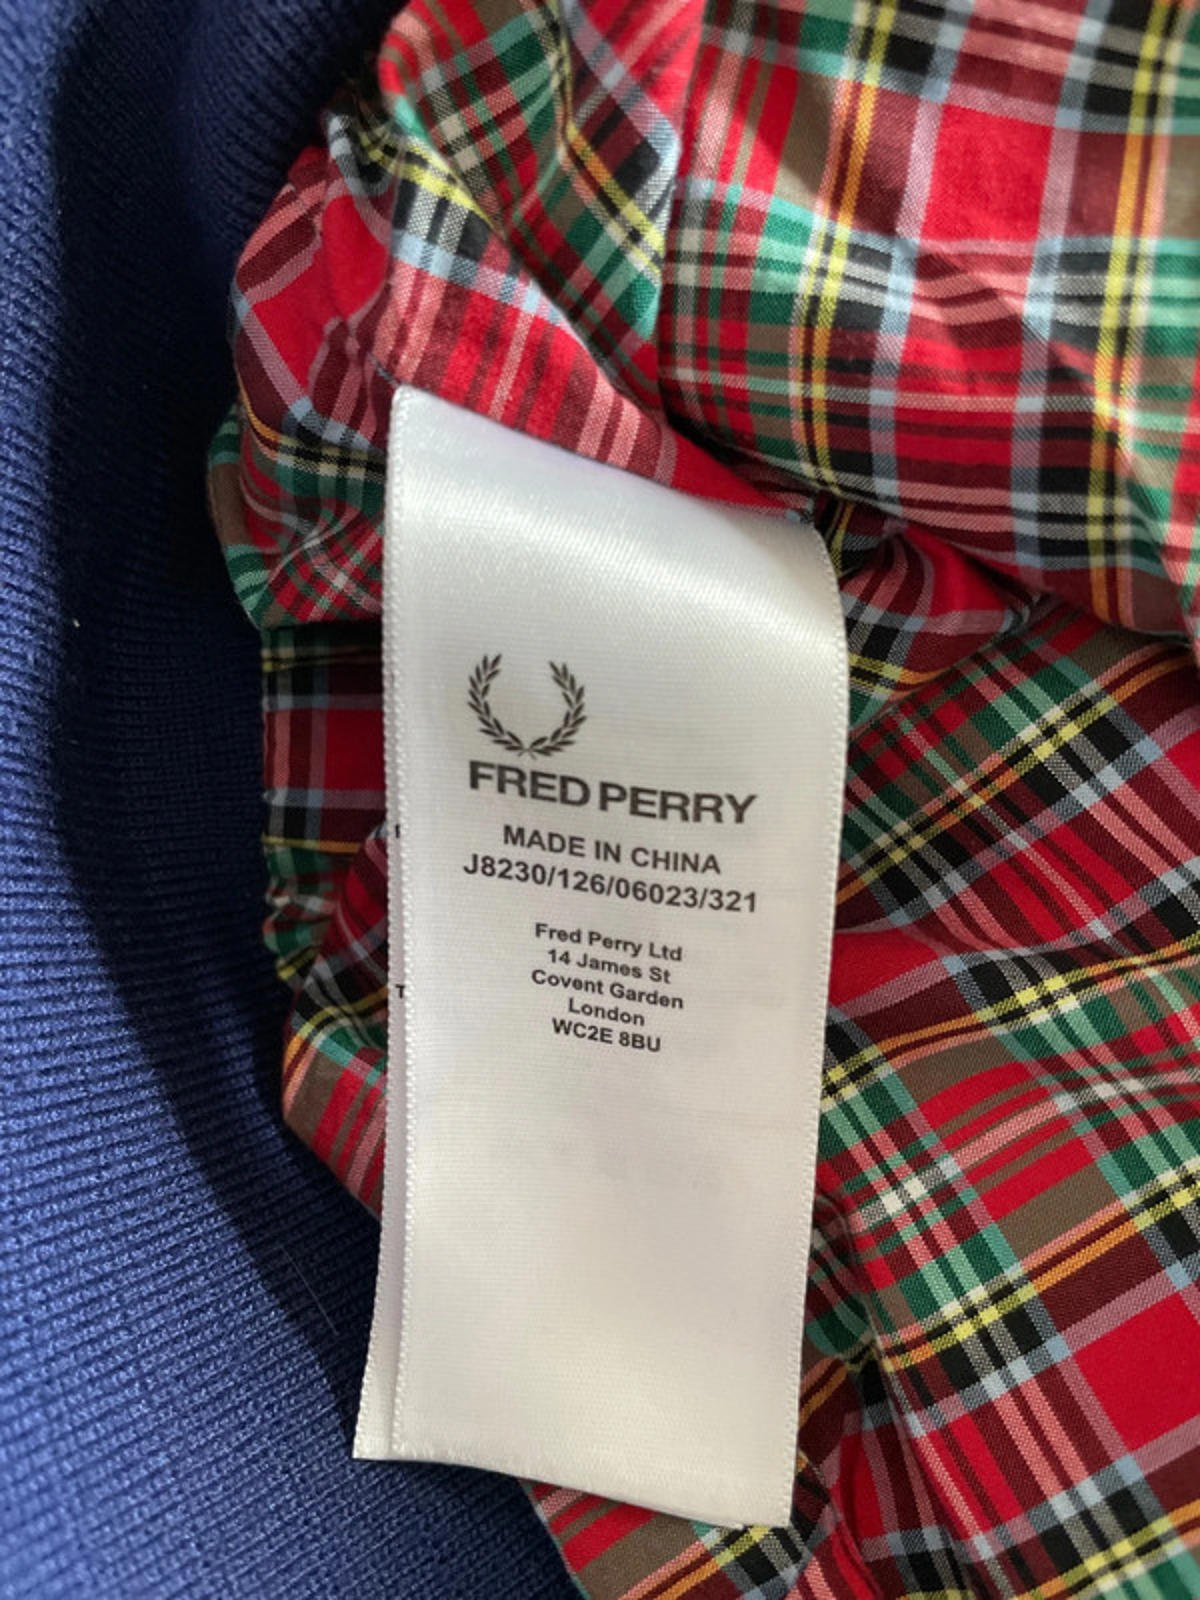 FRED PERRY
MADE IN CHINA
J8230/126/06023/321
Fred Perry Ltd
14 James St
Covent Garden
London
WC2E 8BU